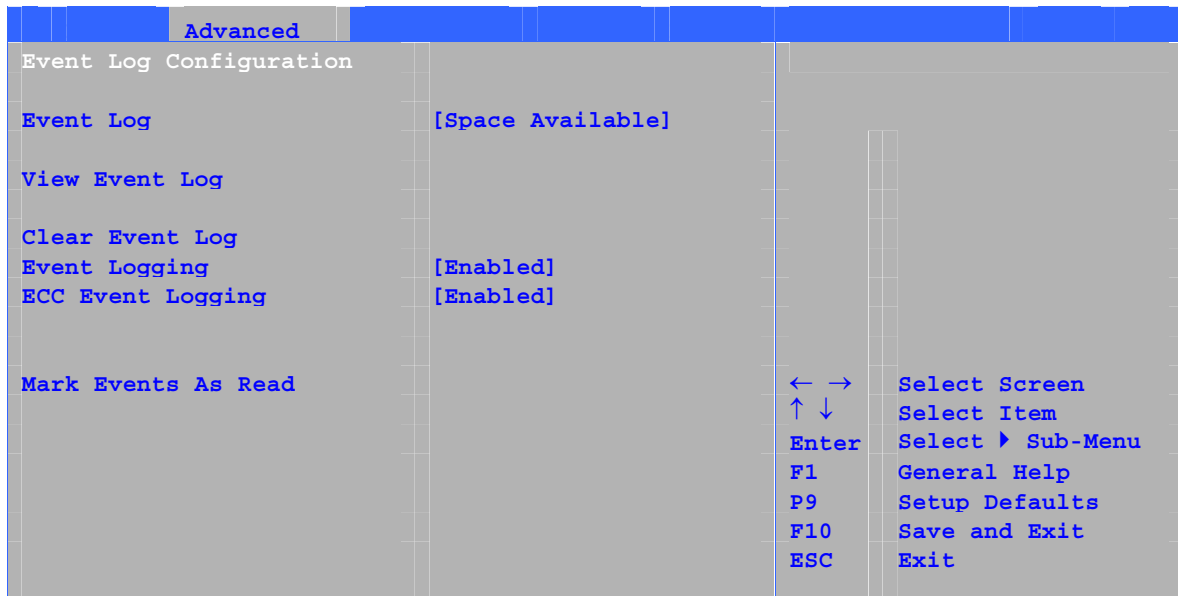 Advanced
Event Log Configuration
Event Log [Space Available]
View Event Log
Clear Event Log
Event Logging [Enabled]
ECC Event Logging [Enabled]
Mark Events As Read
← → Select Screen
↑ ↓ Select Item
Enter Select ▶ Sub-Menu
F1 General Help
P9 Setup Defaults
F10 Save and Exit
ESC Exit